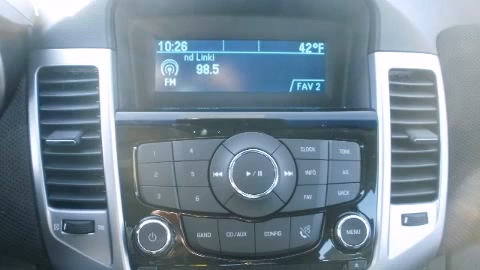 10:26 42°F
nd Linki
98.5
FM
FAV 2
1 2 3
4 5 6
CLOCK TONE
INFO AS
FAV BACK
BAND CD/AUX CONFIG MENU